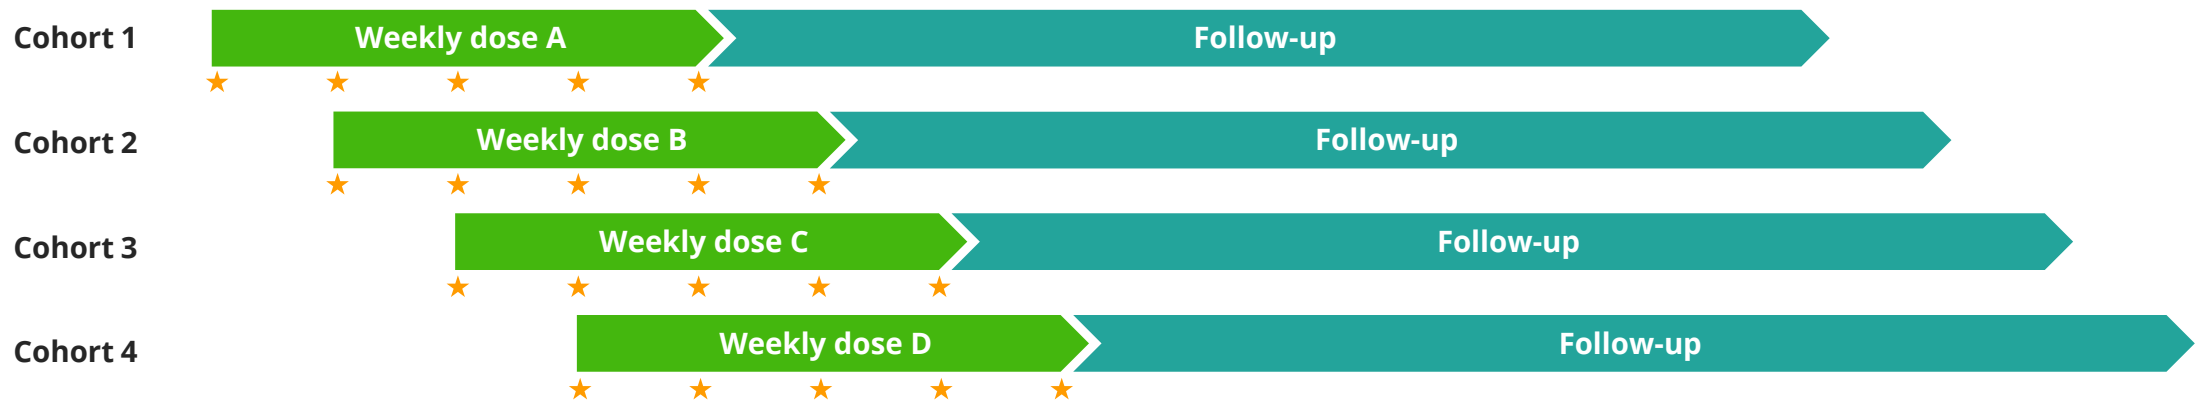 Cohort 1
Weekly dose A
Follow-up
Cohort 2
Weekly dose B
Follow-up
Cohort 3
Weekly dose C
Follow-up
Cohort 4
Weekly dose D
Follow-up